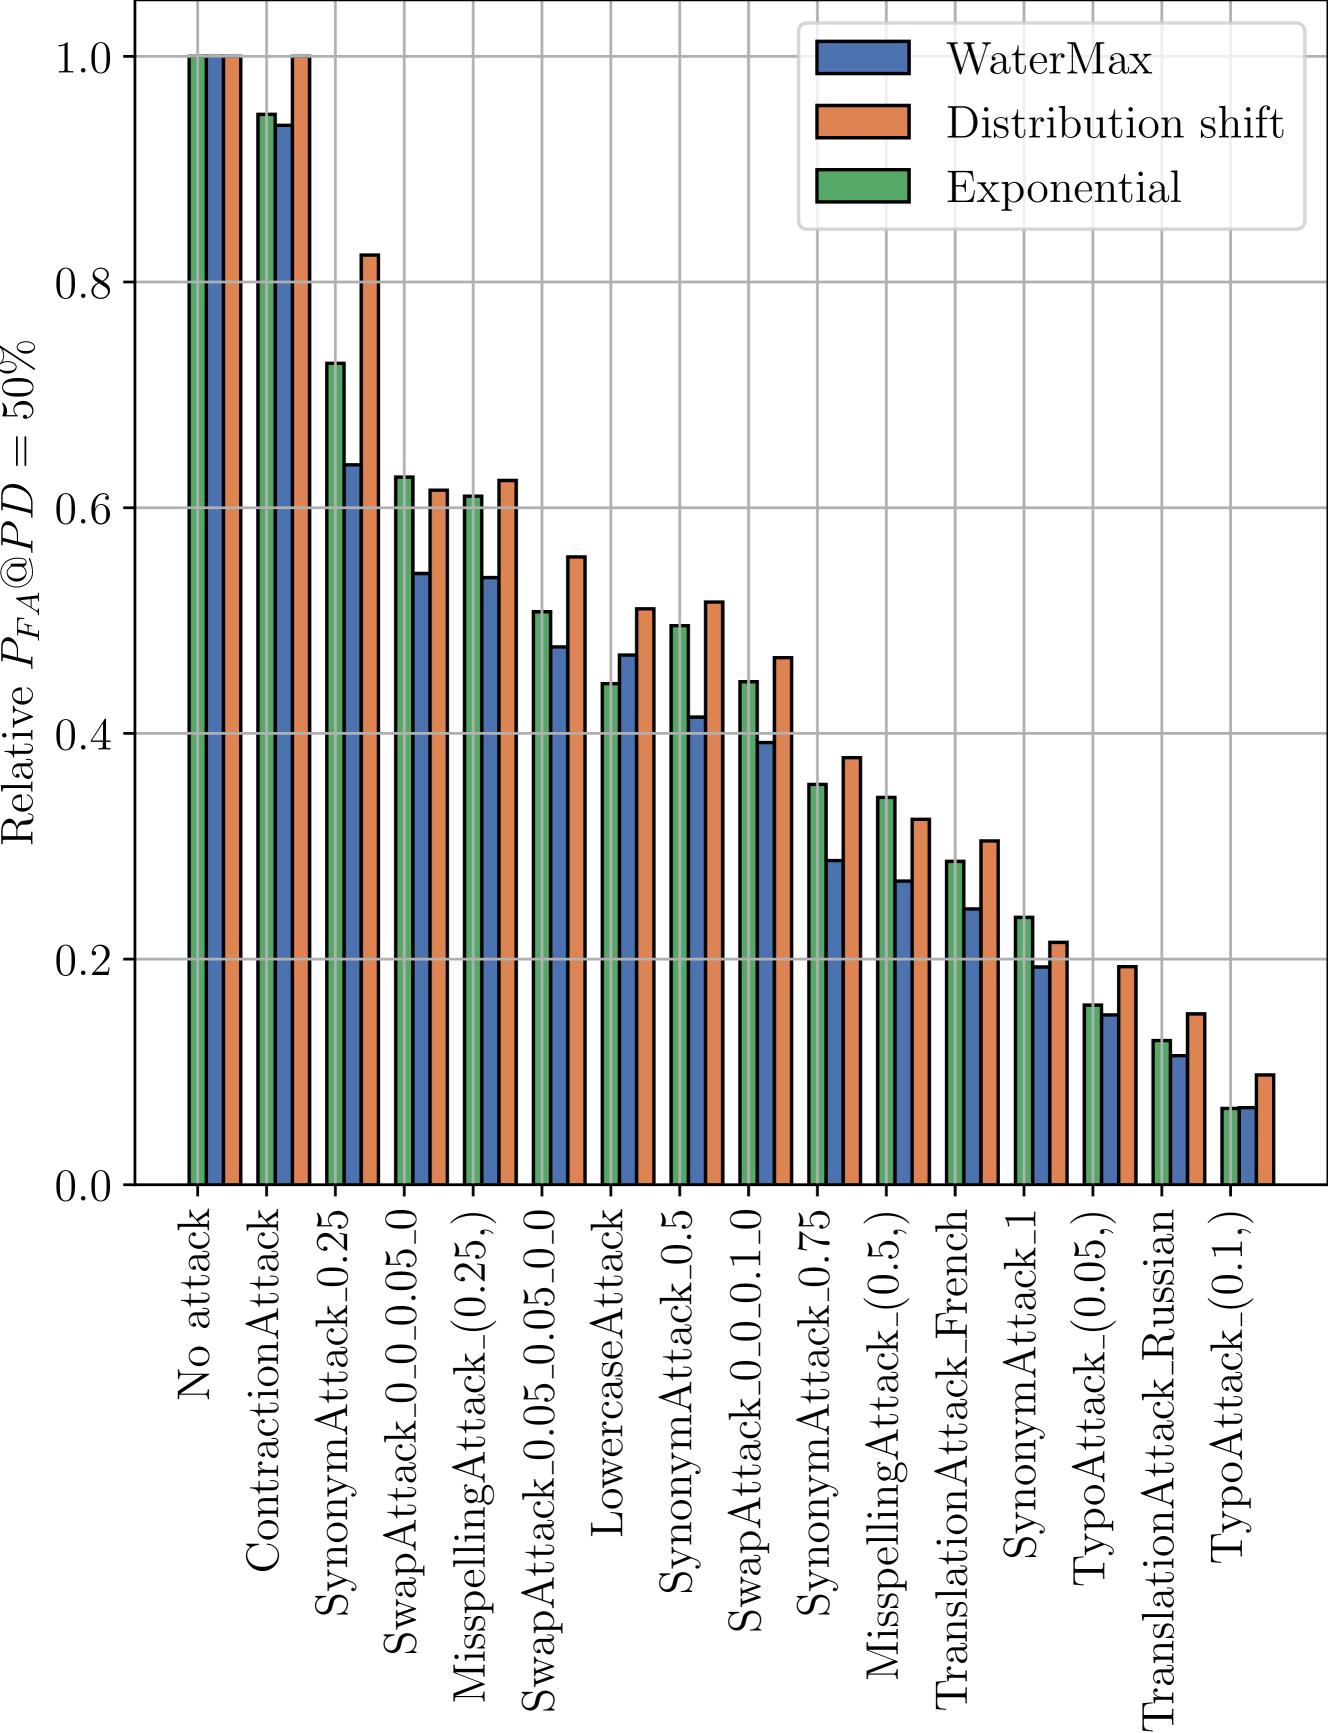 WaterMax
Distribution shift
Exponential
Relative P_{FA}@PD = 50%
1.0
0.8
0.6
0.4
0.2
0.0
No attack
ContractionAttack
SynonymAttack_0.25
SwapAttack_0_0_0.05_0
MisspellingAttack_(0.25,)
SwapAttack_0.05_0.05_0_0
LowercaseAttack
SynonymAttack_0.5
SwapAttack_0_0_0.1_0
SynonymAttack_0.75
MisspellingAttack_(0.5,)
TranslationAttack_French
SynonymAttack_1
TypoAttack_(0.05,)
TranslationAttack_Russian
TypoAttack_(0.1,)